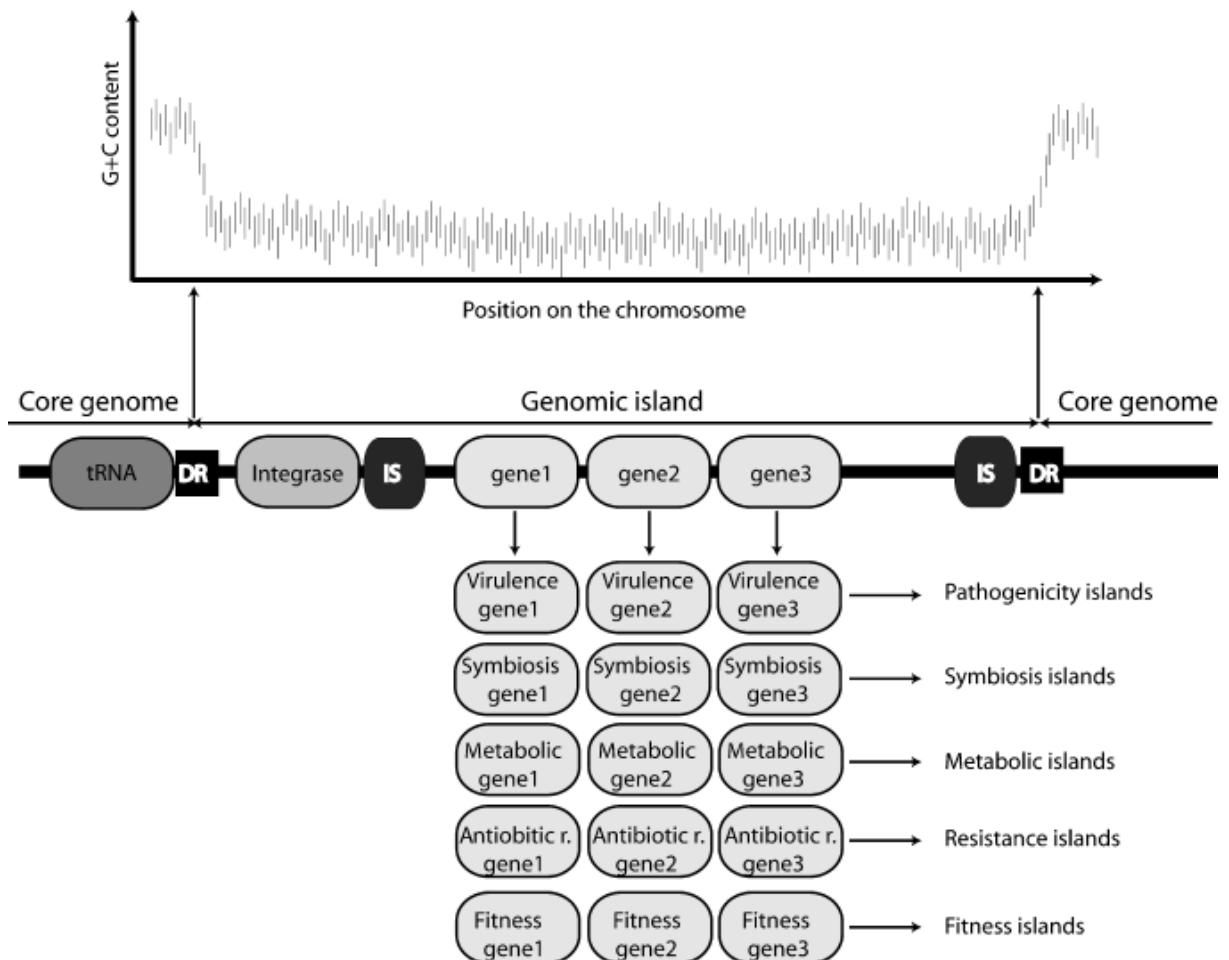 G+C content
Position on the chromosome
Core genome
Genomic island
Core genome
tRNA
DR
Integrase
IS
gene1
gene2
gene3
IS
DR
Virulence
gene1
Virulence
gene2
Virulence
gene3
Pathogenicity islands
Symbiosis
gene1
Symbiosis
gene2
Symbiosis
gene3
Symbiosis islands
Metabolic
gene1
Metabolic
gene2
Metabolic
gene3
Metabolic islands
Antiobitic r.
gene1
Antibiotic r.
gene2
Antibiotic r.
gene3
Resistance islands
Fitness
gene1
Fitness
gene2
Fitness
gene3
Fitness islands